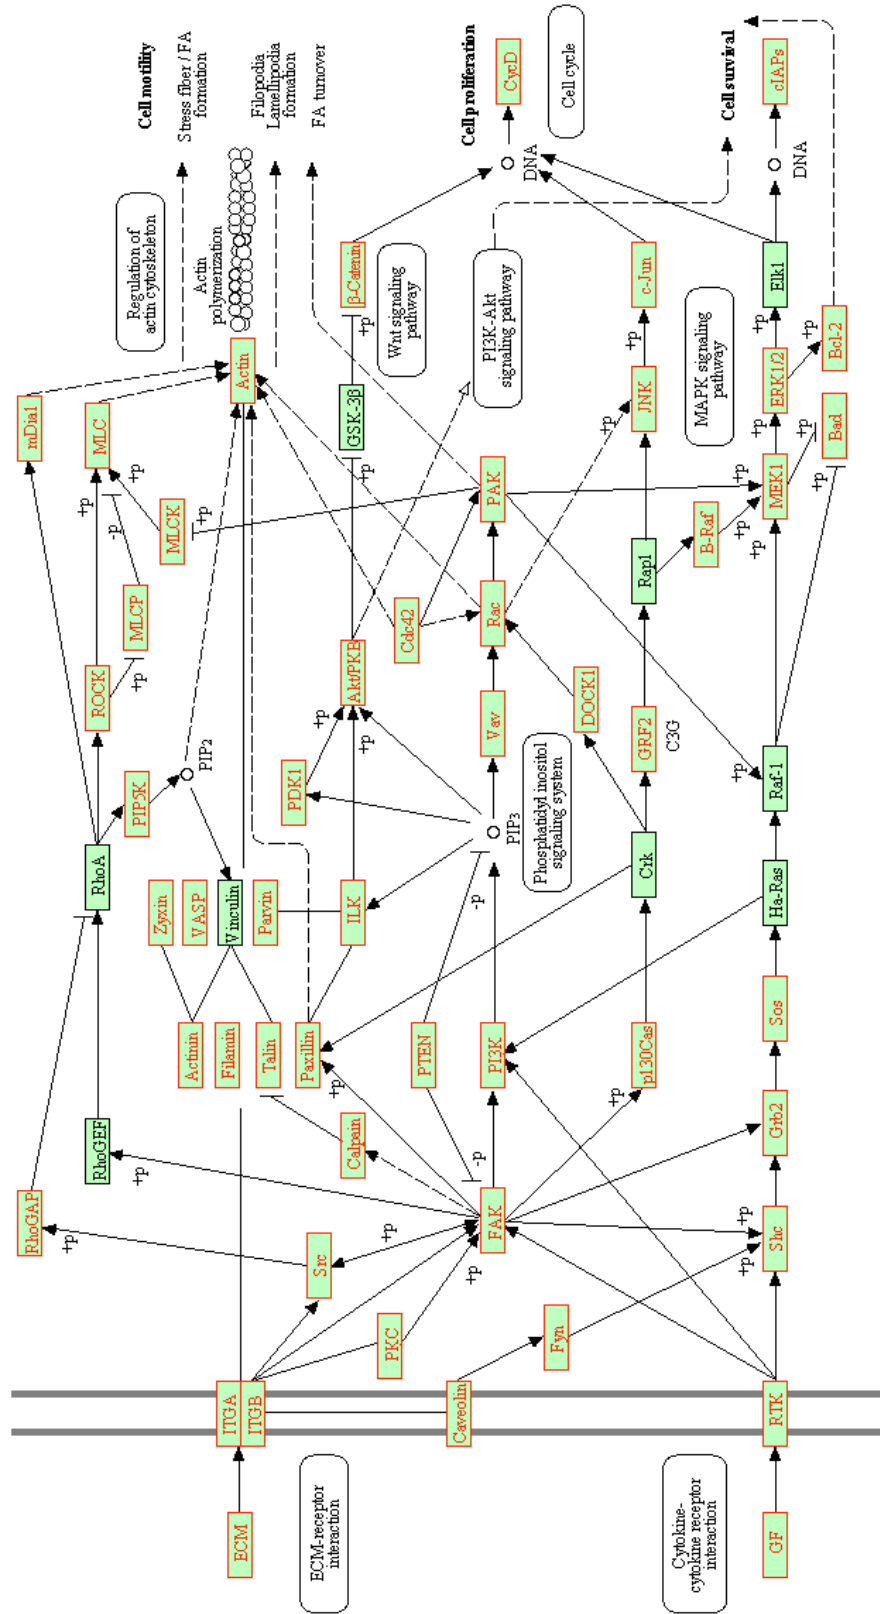 ECM
ECM-receptor
interaction
GF
Cytokine-
cytokine receptor
interaction
ITGA
ITGB
Caveolin
RTK
PKC
Fyn
Src
RhoGAP
+p
RhoGEF
+p
+p
+p
FAK
-p
Calpain
+p
+p
Shc
+p
Grb2
Sos
Actinin
Filamin
Talin
Paxillin
+p
PTEN
PI3K
p130Cas
+p
Zyxin
VASP
Vinculin
Parvin
ILK
-p
PIP3
Phosphatidyl inositol
signaling system
Crk
Ha-Ras
RhoA
PIP5K
PIP2
PDK1
+p
Akt/PKB
+p
Vav
DOCK1
GRF2
C3G
Raf-1
+p
ROCK
+p
MLCP
-p
MLCK
+p
+p
+p
MLC
mDia1
Cdc42
Rac
PAK
Rap1
B-Raf
+p
+p
MEK1
+p
+p
+p
Bad
+p
Actin
Actin
polymerization
Regulation of
actin cytoskeleton
GSK-3β
+p
+p
β-Catenin
Wnt signaling
pathway
PI3K-Akt
signaling pathway
JNK
+p
+p
c-Jun
MAPK signaling
pathway
ERK1/2
+p
Elk1
+p
Bcl-2
Cell motility
Stress fiber / FA
formation
Filopodia
Lamellipodia
formation
FA turnover
Cell proliferation
DNA
CycD
Cell cycle
Cell survival
DNA
cIAPs